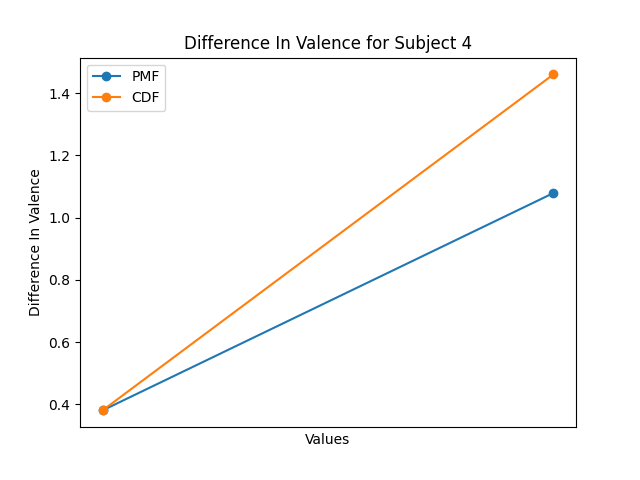 Difference In Valence for Subject 4
PMF
CDF
1.4
1.2
1.0
0.8
0.6
0.4
Difference In Valence
Values